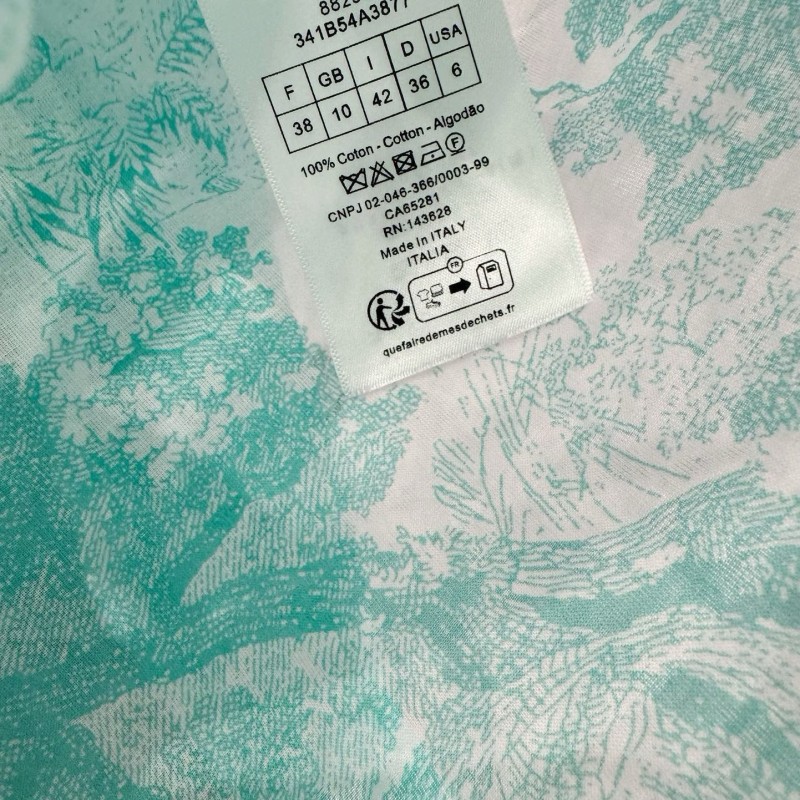 341B54A3877
F GB I D USA
38 10 42 36 6
100% Coton - Cotton - Algodão
F
CNPJ 02-046-366/0003-99
CA65281
RN:143628
Made in ITALY
ITALIA
FR
quefairedemesdechets.fr